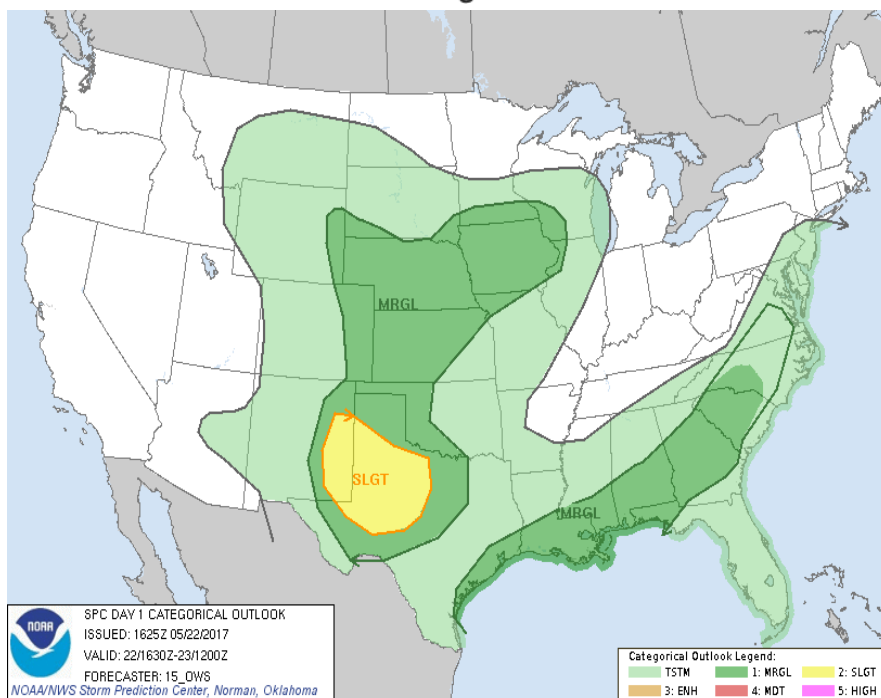 MRGL
SLGT
MRGL
NOAA
SPC DAY 1 CATEGORICAL OUTLOOK
ISSUED: 1625Z 05/22/2017
VALID: 22/1630Z-23/1200Z
FORECASTER: 15_OWS
NOAA/NWS Storm Prediction Center, Norman, Oklahoma
Categorical Outlook Legend:
TSTM 1: MRGL 2: SLGT
3: ENH 4: MDT 5: HIGH